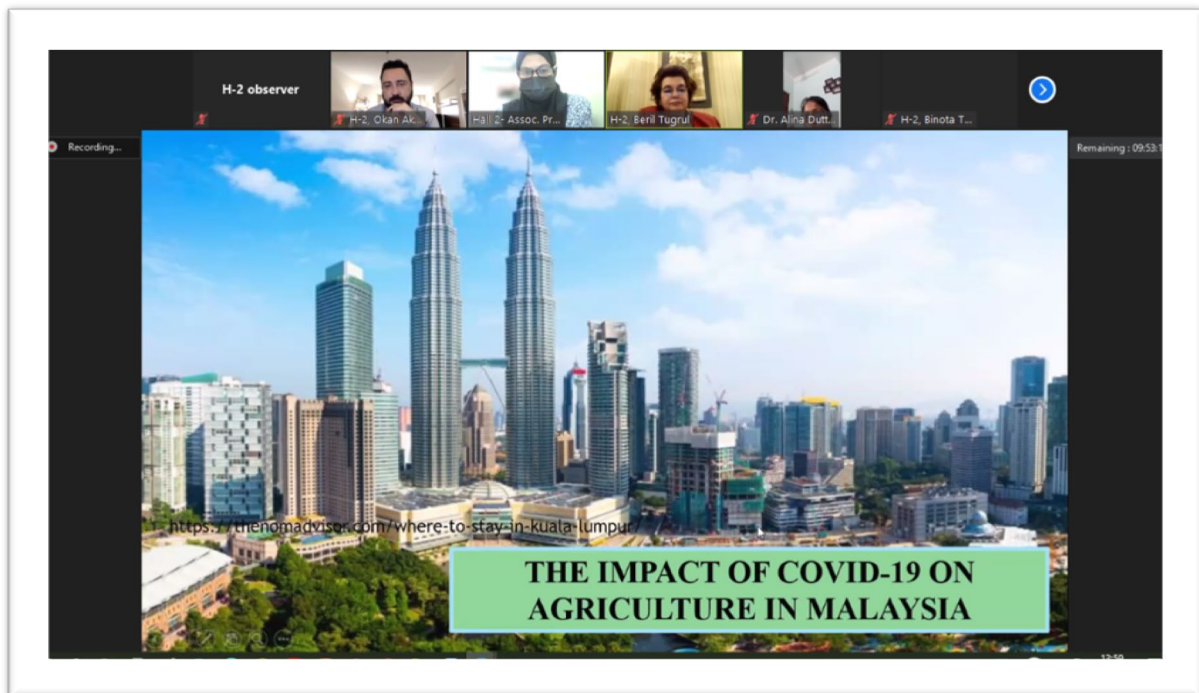 H-2 observer
H-2, Okan Ak...
Hall 2- Assoc. Pr...
H-2, Beril Tugrul
Dr. Alina Dutt...
H-2, Binota T...
Recording...
Remaining : 09:53:1
https://thenomadvisor.com/where-to-stay-in-kuala-lumpur/
THE IMPACT OF COVID-19 ON
AGRICULTURE IN MALAYSIA